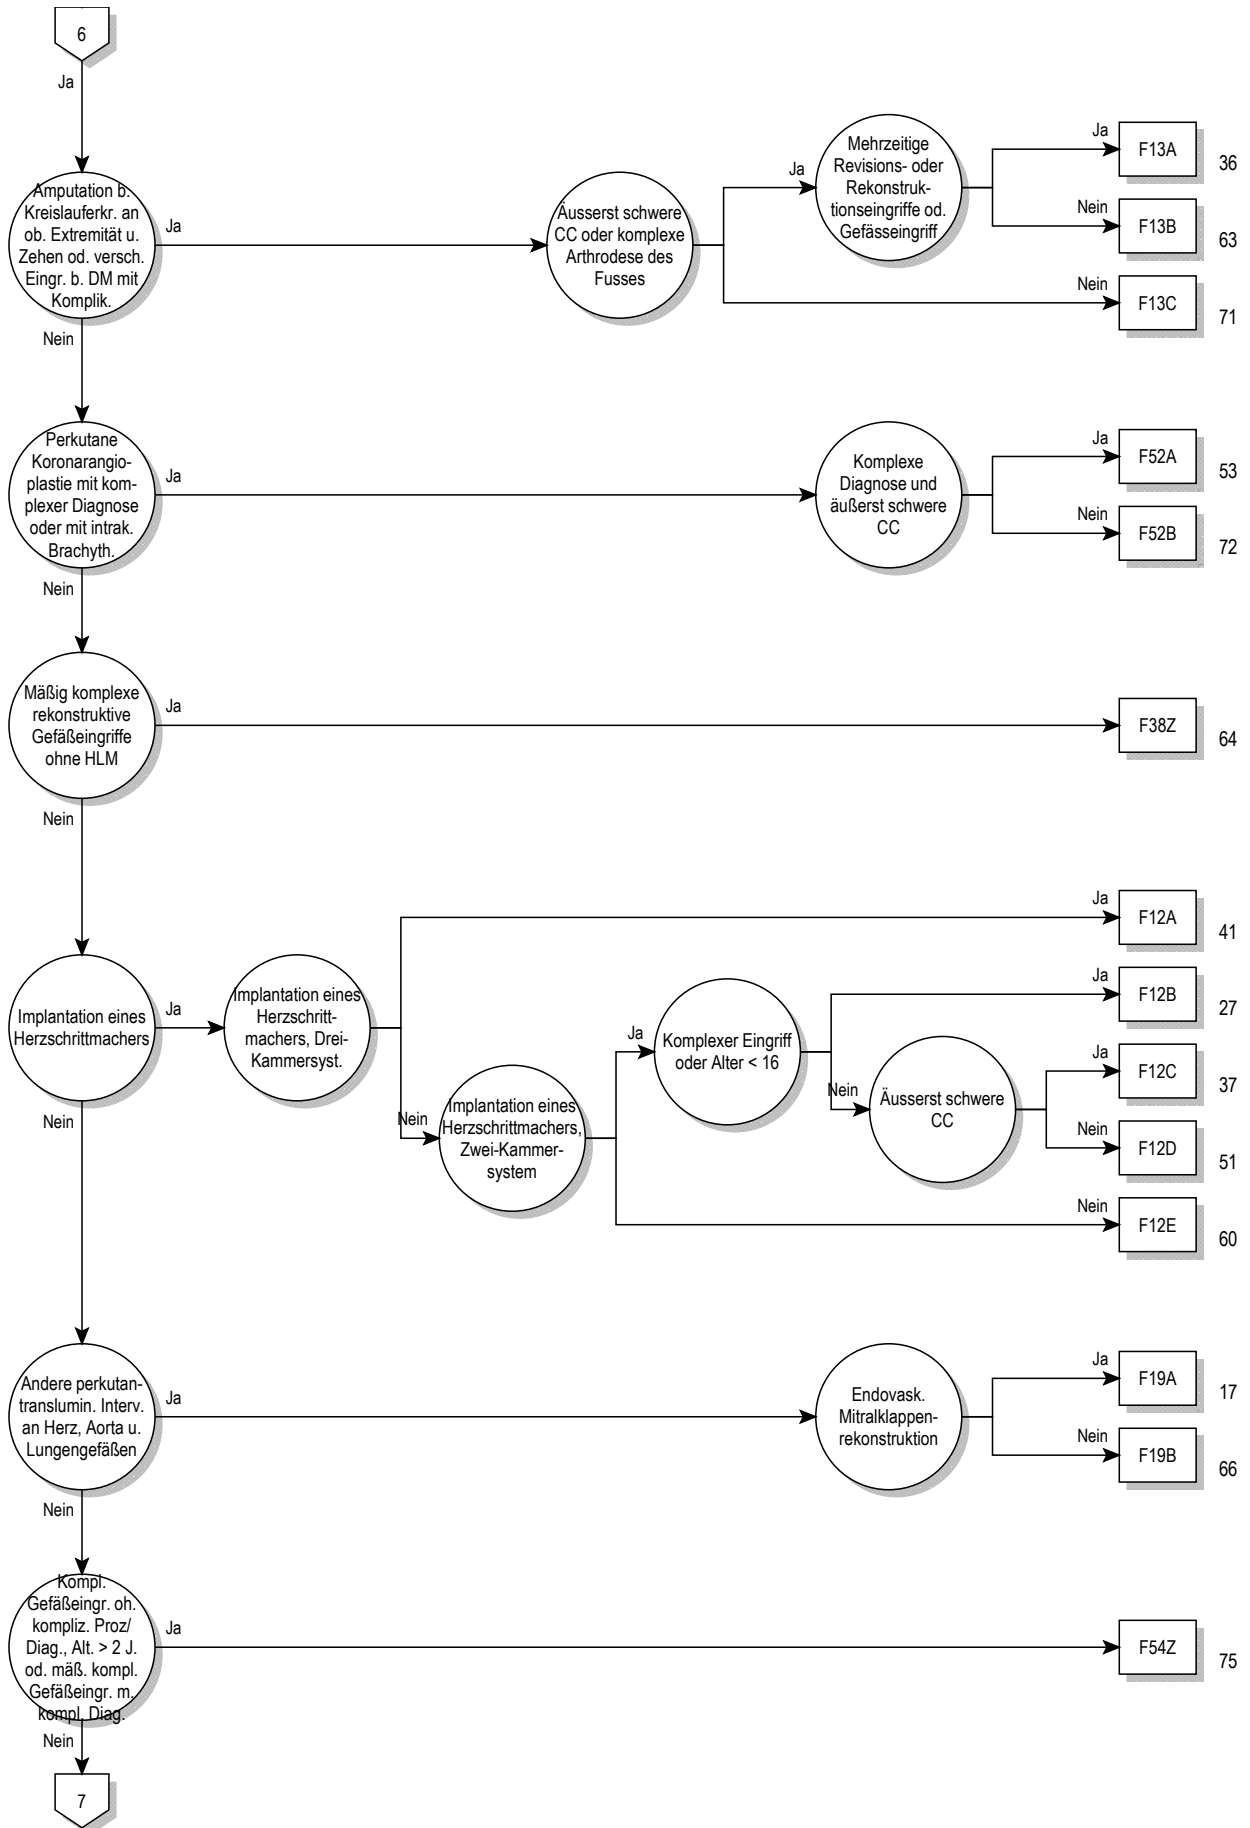 6
Ja
Amputation b.
Kreislauferkr. an
ob. Extremität u.
Zehen od. versch.
Eingr. b. DM mit
Komplik.
Ja
Äusserst schwere
CC oder komplexe
Arthrodese des
Fusses
Ja
Mehrzeitige
Revisions- oder
Rekonstruk-
tionseingriffe od.
Gefässeingriff
Ja
F13A
36
Nein
F13B
63
Nein
F13C
71
Nein
Perkutane
Koronarangio-
plastie mit kom-
plexer Diagnose
oder mit intrak.
Brachyth.
Ja
Komplexe
Diagnose und
äußerst schwere
CC
Ja
F52A
53
Nein
F52B
72
Nein
Mäßig komplexe
rekonstruktive
Gefäßeingriffe
ohne HLM
Ja
F38Z
64
Nein
Implantation eines
Herzschrittmachers
Ja
Implantation eines
Herzschritt-
machers, Drei-
Kammersyst.
Ja
F12A
41
Nein
Implantation eines
Herzschrittmachers,
Zwei-Kammer-
system
Ja
Komplexer Eingriff
oder Alter < 16
Ja
F12B
27
Nein
Äusserst schwere
CC
Ja
F12C
37
Nein
F12D
51
Nein
F12E
60
Nein
Andere perkutan-
translumin. Interv.
an Herz, Aorta u.
Lungengefäßen
Ja
Endovask.
Mitralklappen-
rekonstruktion
Ja
F19A
17
Nein
F19B
66
Nein
Kompl.
Gefäßeingr. oh.
kompliz. Proz/
Diag., Alt. > 2 J.
od. mäß. kompl.
Gefäßeingr. m.
kompl. Diag.
Ja
F54Z
75
Nein
7